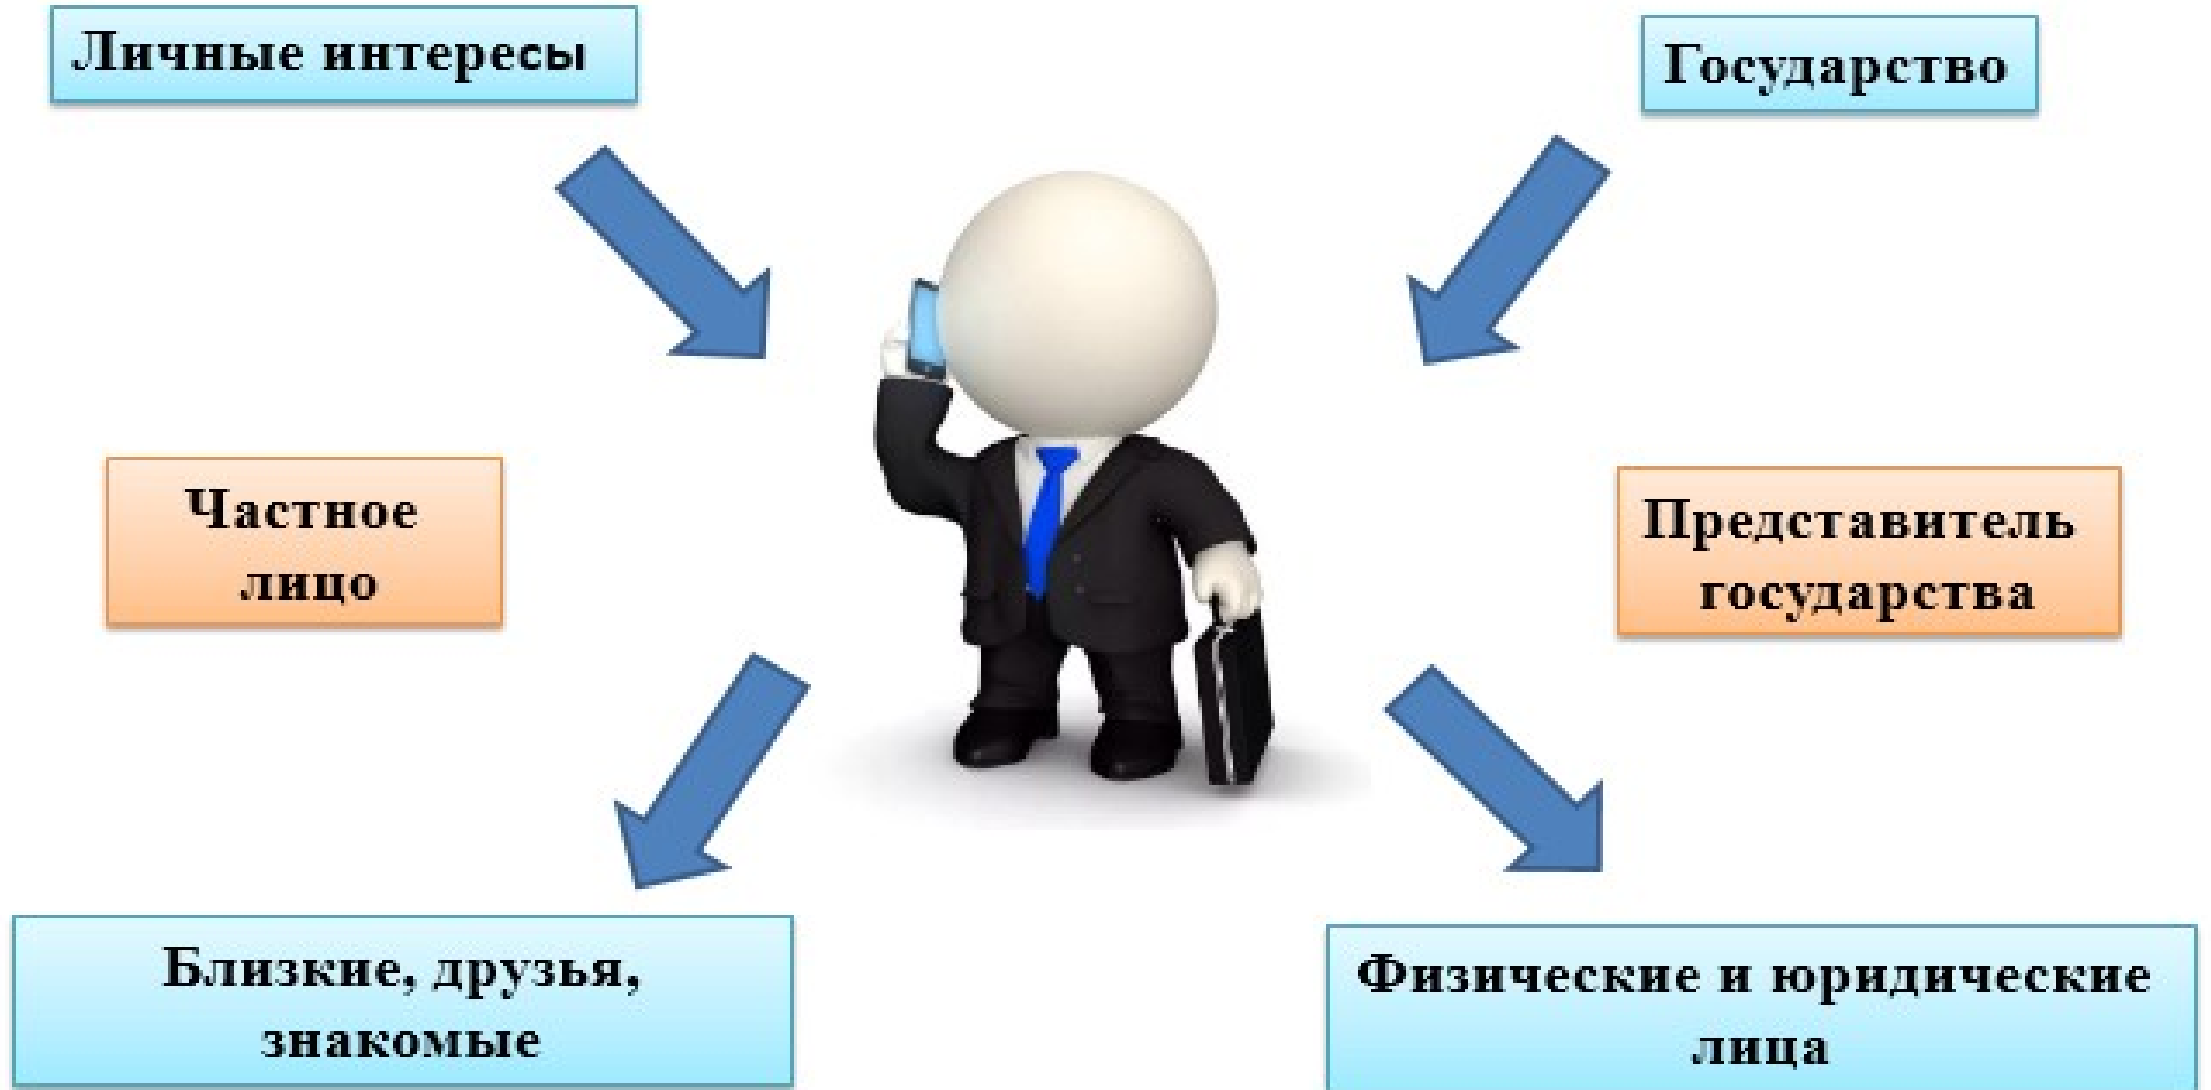 Личные интересы
Государство
Частное
лицо
Представитель
государства
Близкие, друзья,
знакомые
Физические и юридические
лица